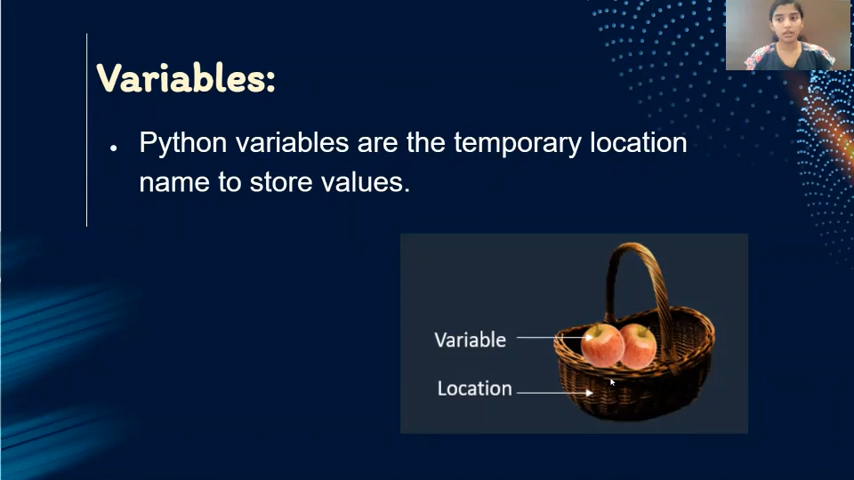 Variables:
Python variables are the temporary location
name to store values.
Variable
Location